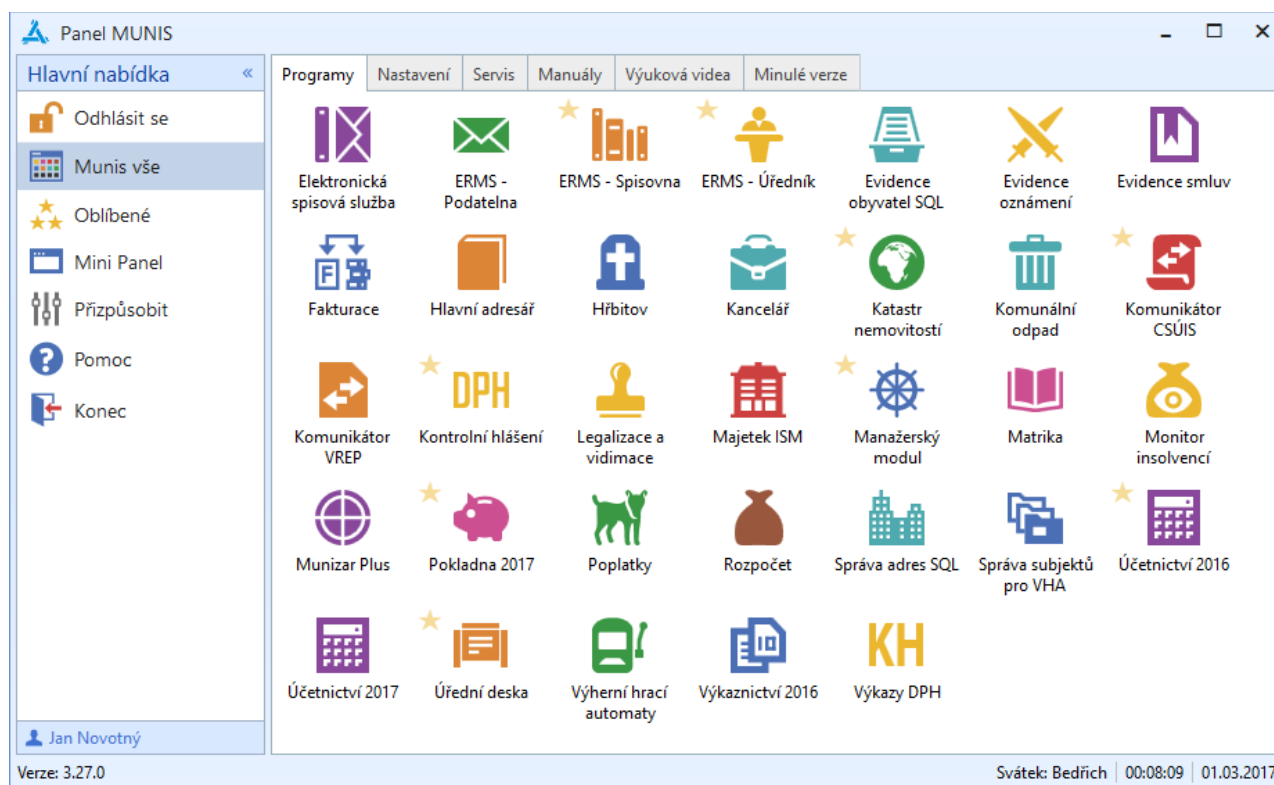 Panel MUNIS
Hlavní nabídka «
Odhlásit se
Munis vše
Oblíbené
Mini Panel
Přizpůsobit
? Pomoc
Konec
Jan Novotný
Programy Nastavení Servis Manuály Výuková videa Minulé verze
Elektronická
spisová služba
ERMS -
Podatelna
ERMS - Spisovna
ERMS - Úředník
Evidence
obyvatel SQL
Evidence
oznámení
Evidence smluv
F
Fakturace
Hlavní adresář
Hřbitov
Kancelář
Katastr
nemovitostí
Komunální
odpad
Komunikátor
CSÚIS
Komunikátor
VREP
DPH
Kontrolní hlášení
Legalizace a
vidimace
Majetek ISM
Manažerský
modul
Matrika
Monitor
insolvencí
Munizar Plus
Pokladna 2017
Poplatky
Rozpočet
Správa adres SQL
Správa subjektů
pro VHA
Účetnictví 2016
Účetnictví 2017
Úřední deska
Výherní hrací
automaty
Výkaznictví 2016
KH
Výkazy DPH
Verze: 3.27.0
Svátek: Bedřich 00:08:09 01.03.2017